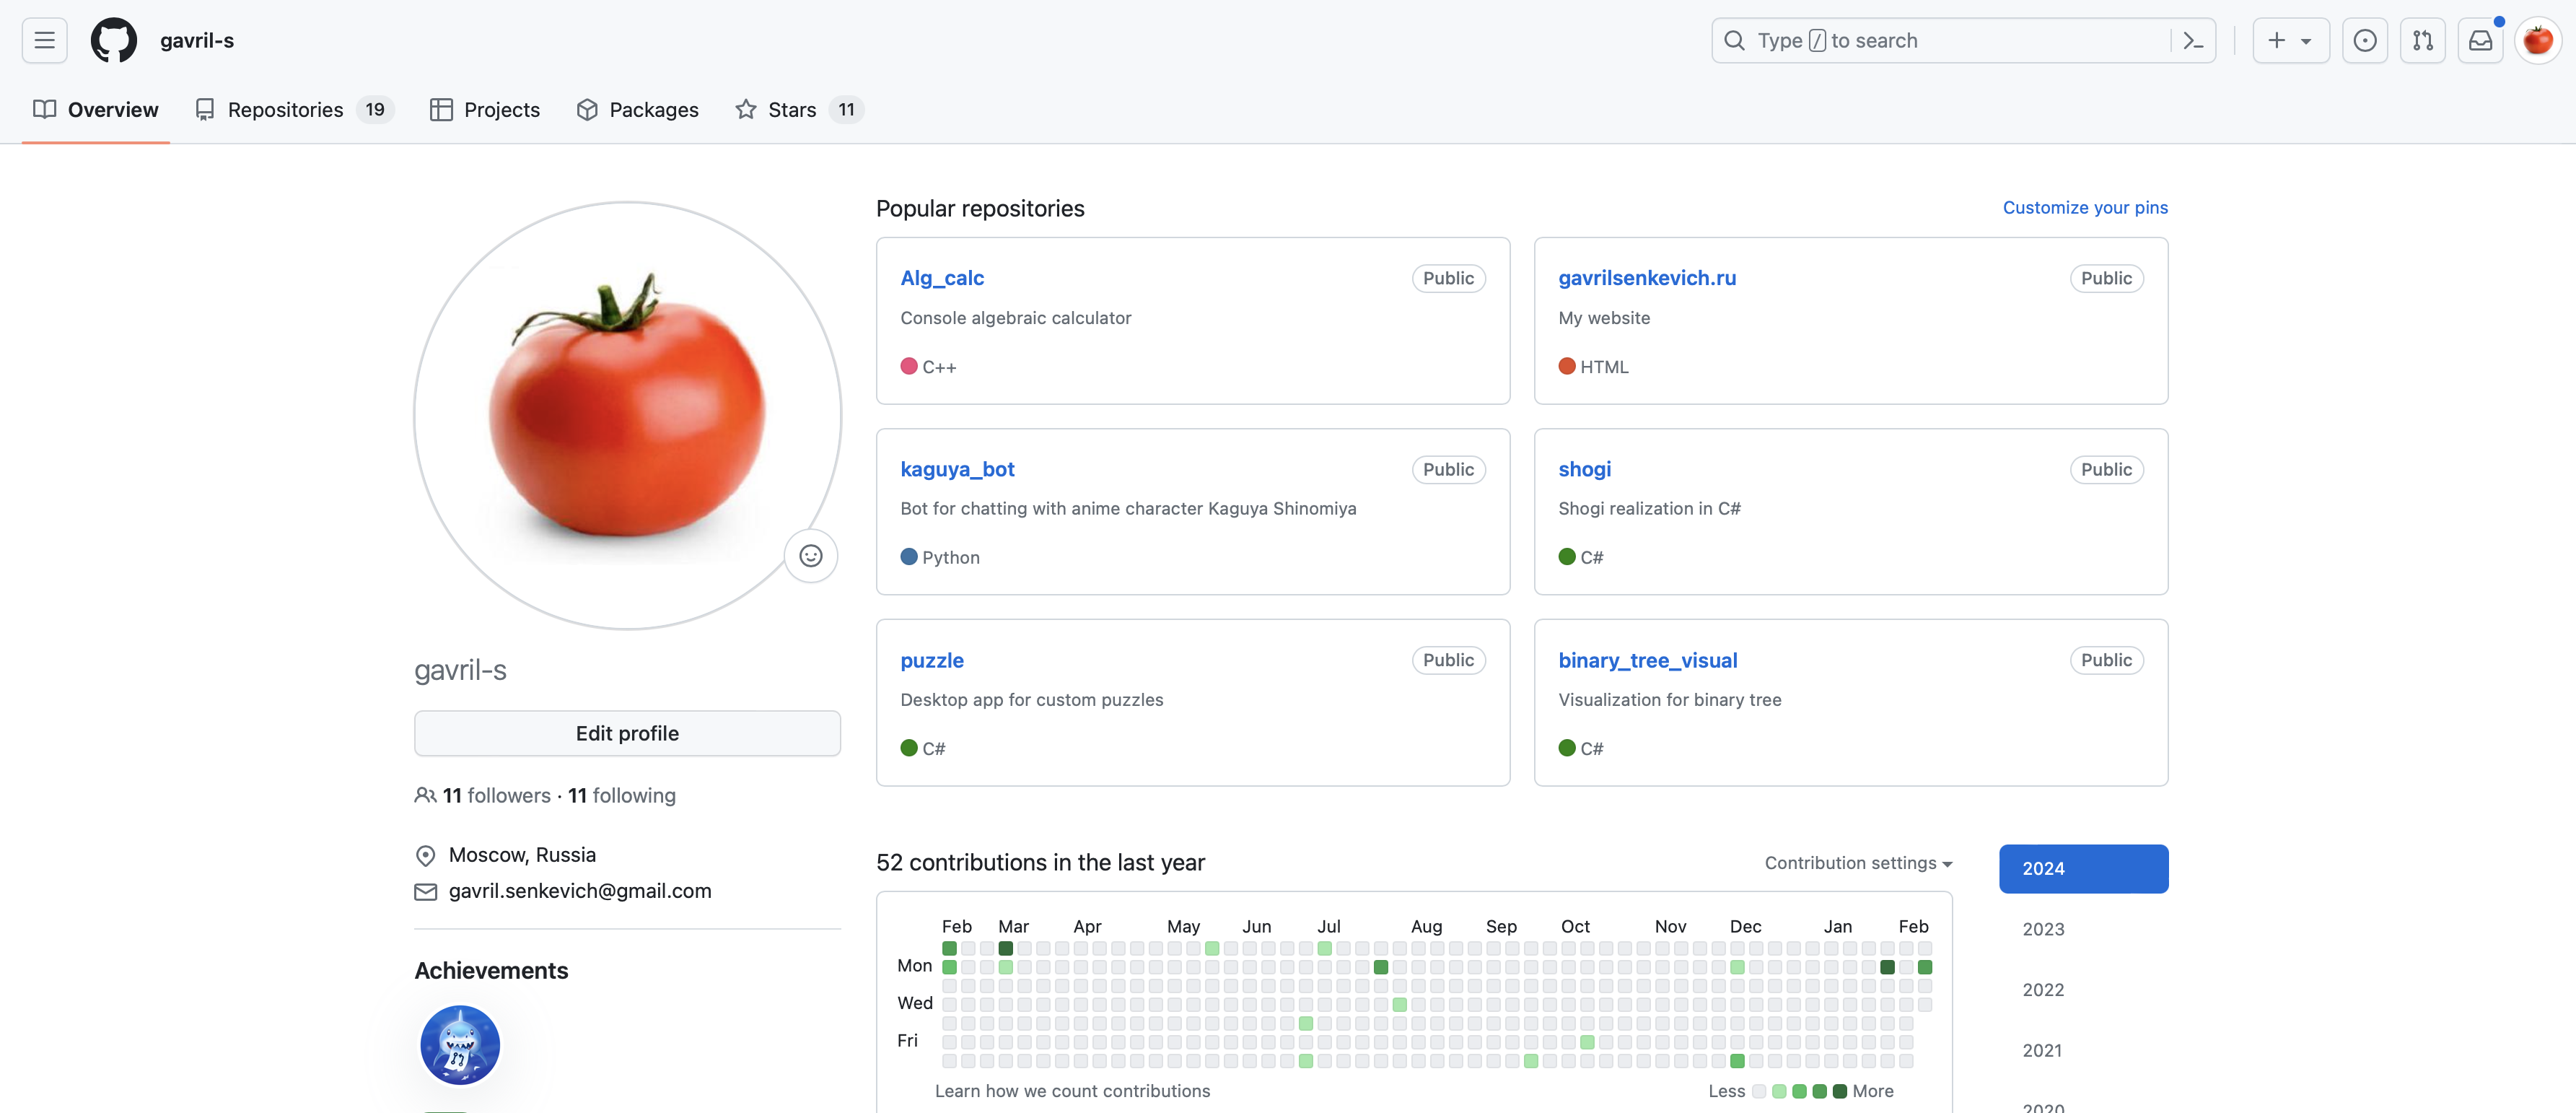 gavril-s
Type / to search
Overview
Repositories 19
Projects
Packages
Stars 11
gavril-s
Edit profile
11 followers · 11 following
Moscow, Russia
gavril.senkevich@gmail.com
Achievements
Popular repositories
Customize your pins
Alg_calc
Public
Console algebraic calculator
C++
gavrilsenkevich.ru
Public
My website
HTML
kaguya_bot
Public
Bot for chatting with anime character Kaguya Shinomiya
Python
shogi
Public
Shogi realization in C#
C#
puzzle
Public
Desktop app for custom puzzles
C#
binary_tree_visual
Public
Visualization for binary tree
C#
52 contributions in the last year
Contribution settings
Feb Mar Apr May Jun Jul Aug Sep Oct Nov Dec Jan Feb
Mon
Wed
Fri
Learn how we count contributions
Less More
2024
2023
2022
2021
2020